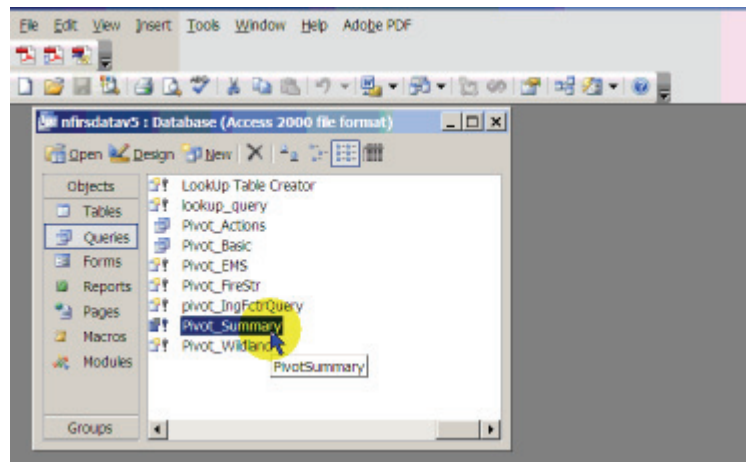 File Edit View Insert Tools Window Help Adobe PDF
nfirsdatav5 : Database (Access 2000 file format)
Open Design New
Objects
Tables
Queries
Forms
Reports
Pages
Macros
Modules
Groups
LookUp Table Creator
lookup_query
Pivot_Actions
Pivot_Basic
Pivot_EMS
Pivot_FireStr
pivot_IngFctrQuery
Pivot_Summary
Pivot_Wildland
PivotSummary